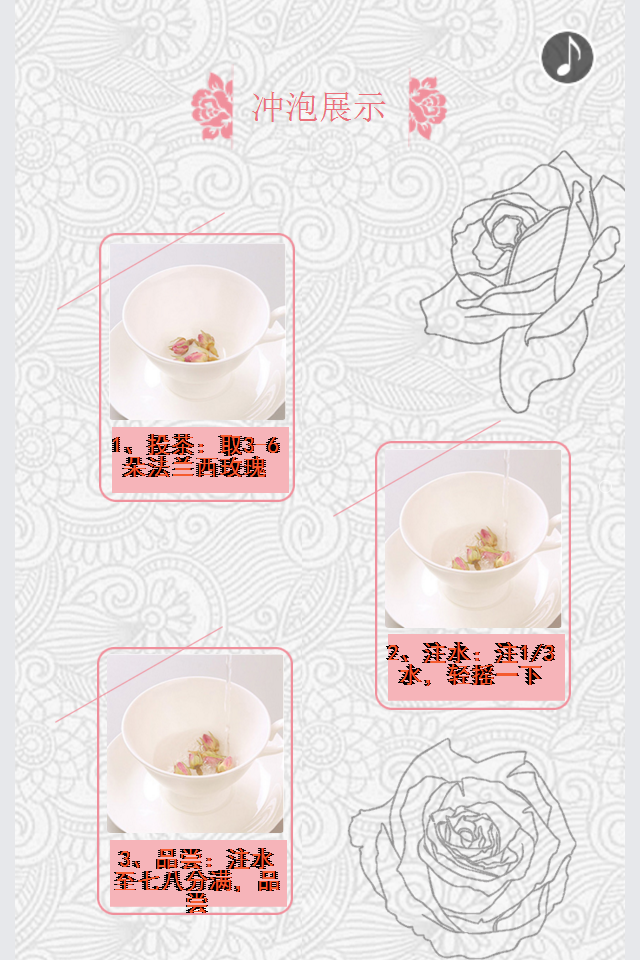 冲泡展示
1、投茶：取3-6
朵法兰西玫瑰
2、注水：注1/3
水，轻摇一下
3、品尝：注水
至七八分满，品
尝